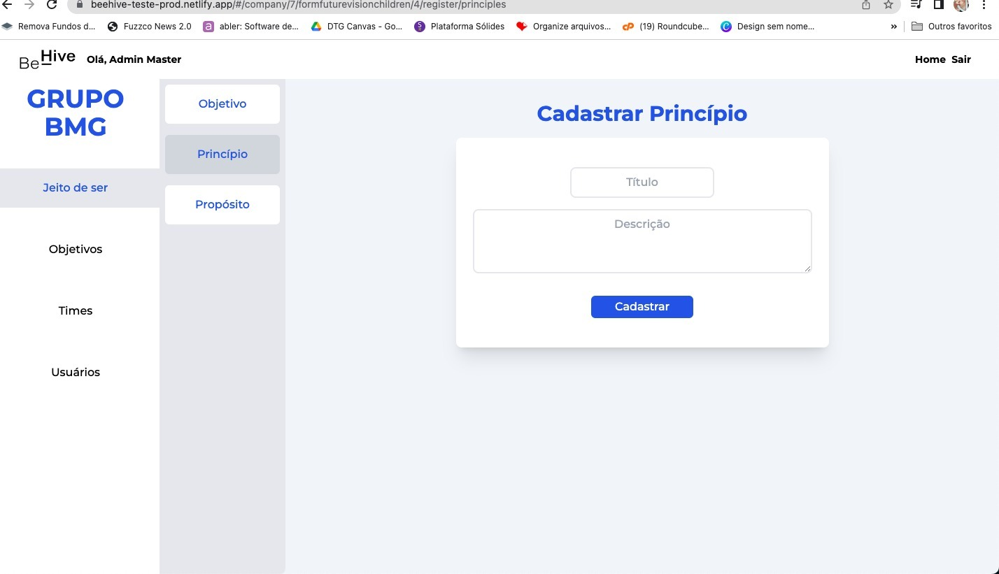 beehive-teste-prod.netlify.app/#/company/7/formfuturevisionchildren/4/register/principles
Remova Fundos d... Fuzzco News 2.0 a abler: Software de... DTG Canvas - Go... S Plataforma Sólides Organize arquivos... cP (19) Roundcube... C Design sem nome... » Outros favoritos
BeHive Olá, Admin Master Home Sair
GRUPO
BMG
Jeito de ser
Objetivos
Times
Usuários
Objetivo
Princípio
Propósito
Cadastrar Princípio
Título
Descrição
Cadastrar